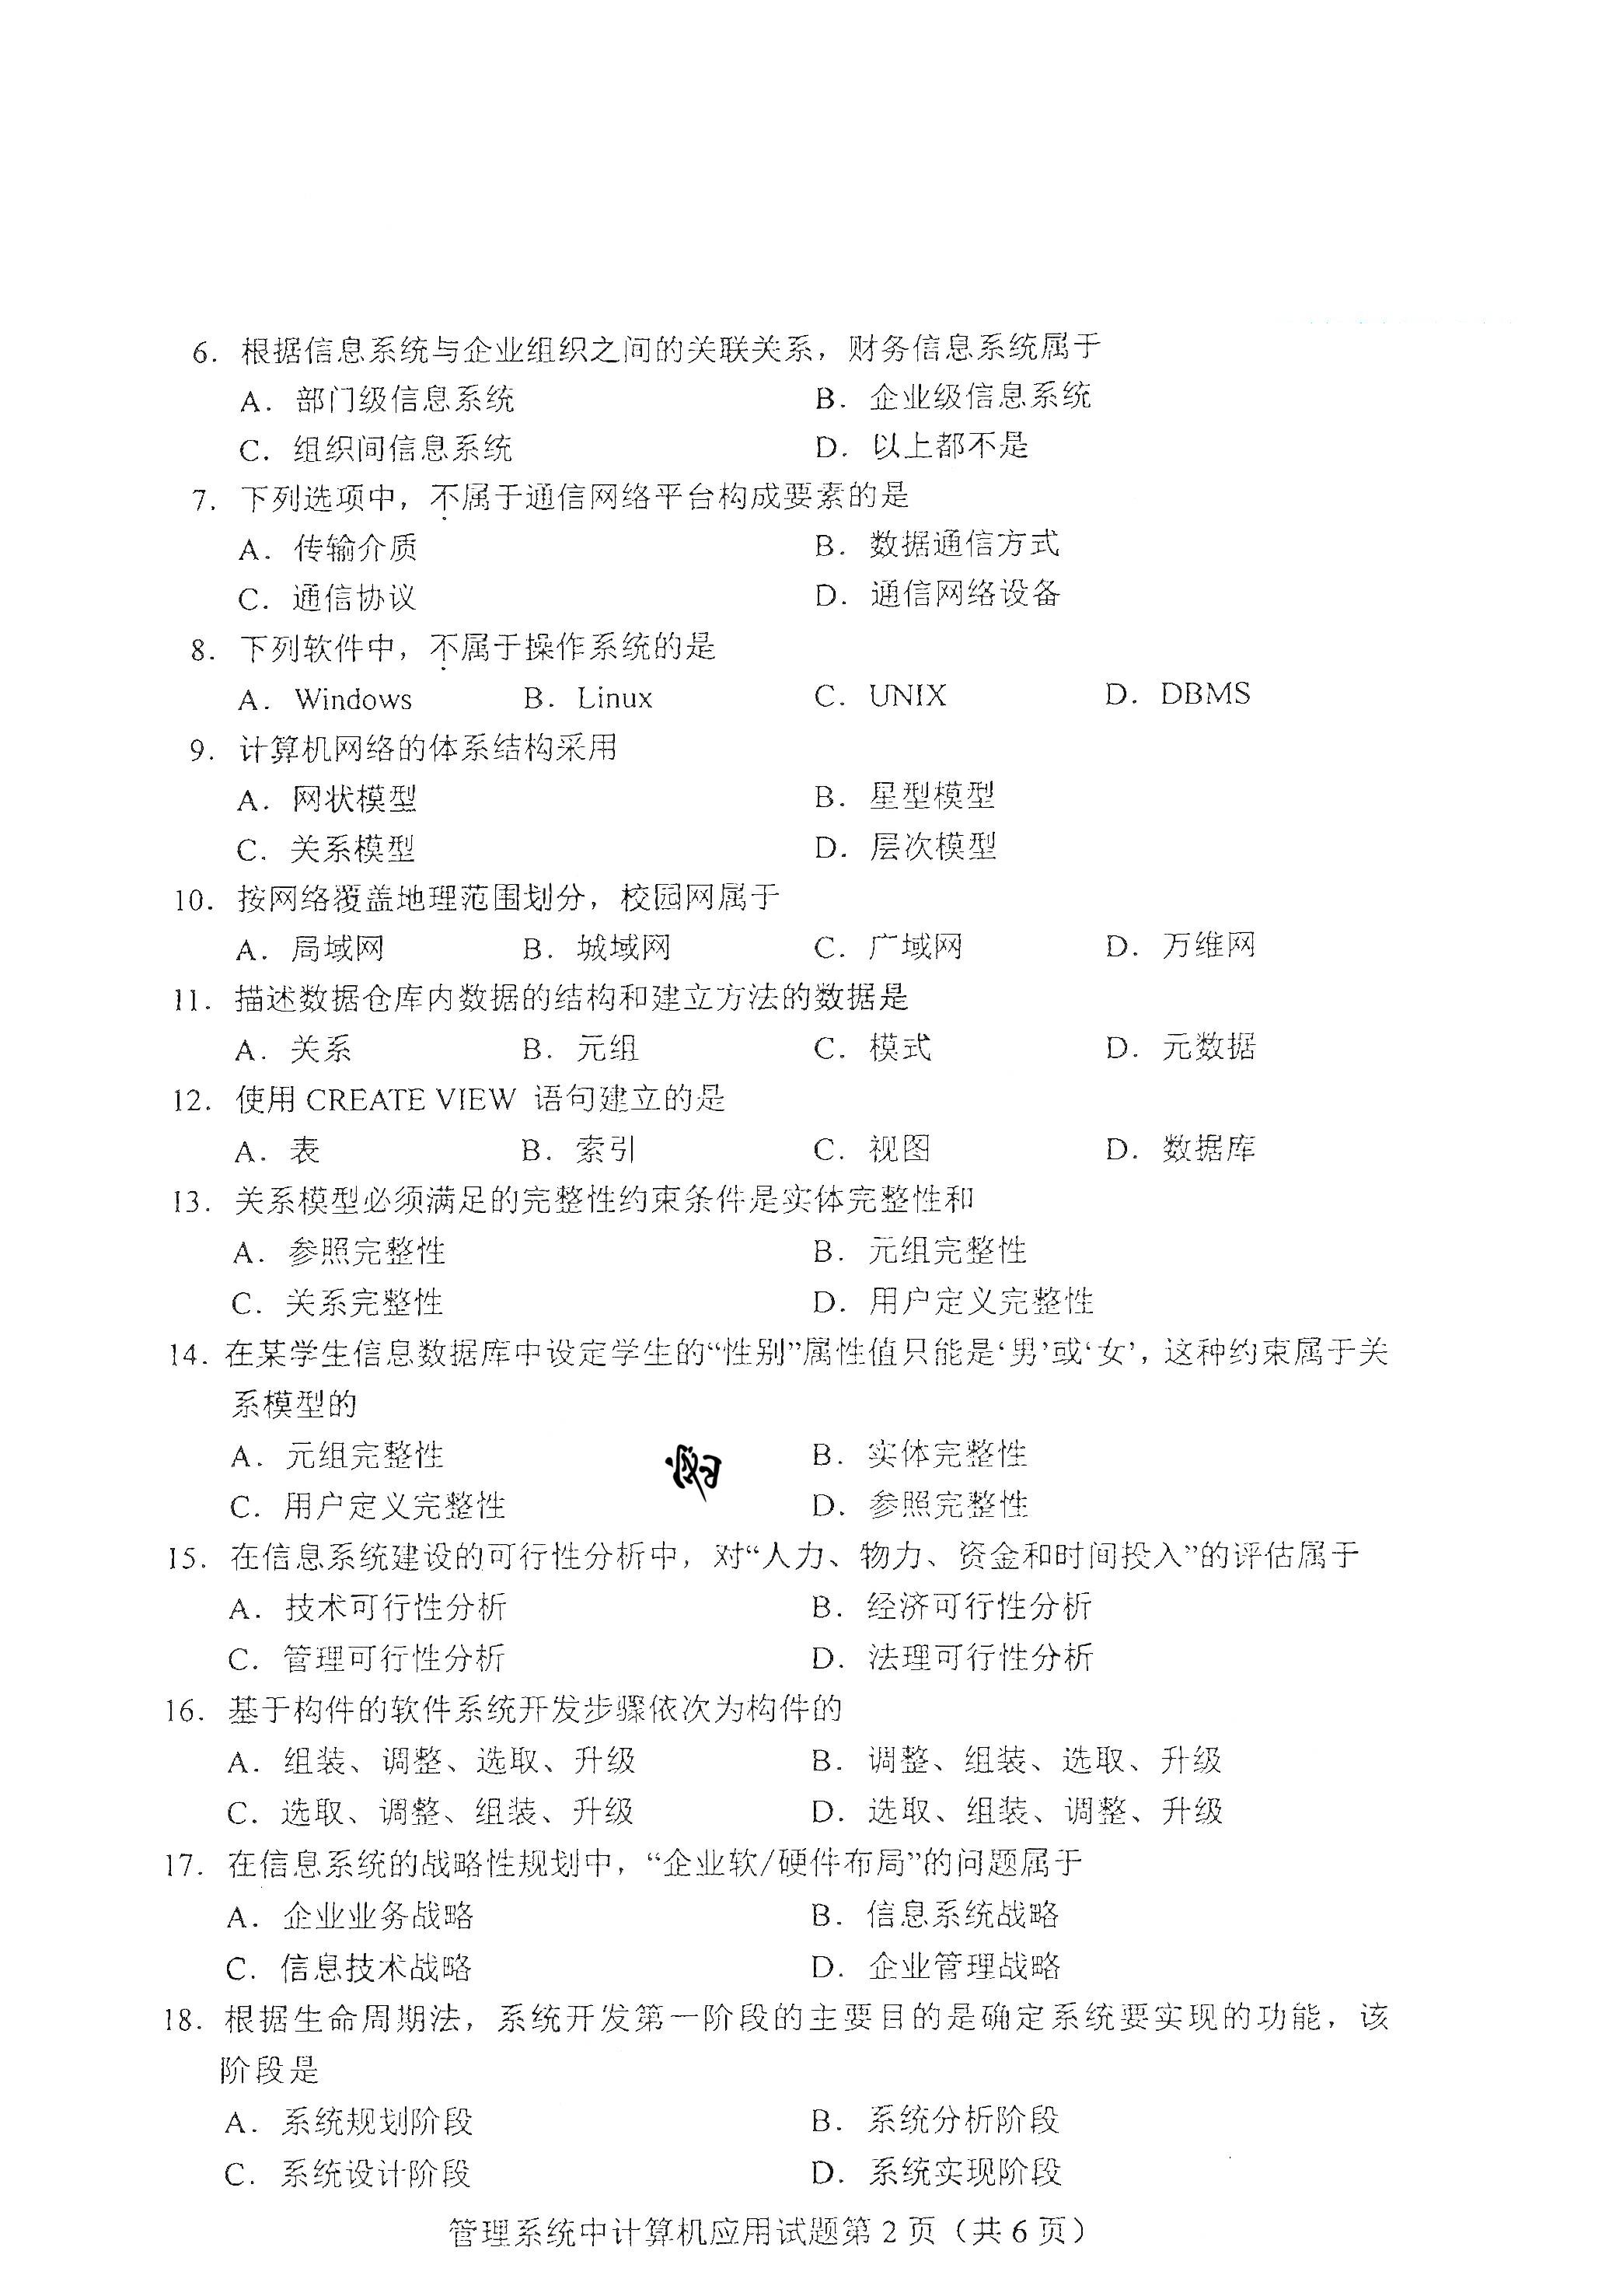 6. 根据信息系统与企业组织之间的关联关系，财务信息系统属于
A. 部门级信息系统 B. 企业级信息系统
C. 组织间信息系统 D. 以上都不是
7. 下列选项中，不属于通信网络平台构成要素的是
A. 传输介质 B. 数据通信方式
C. 通信协议 D. 通信网络设备
8. 下列软件中，不属于操作系统的是
A. Windows B. Linux C. UNIX D. DBMS
9. 计算机网络的体系结构采用
A. 网状模型 B. 星型模型
C. 关系模型 D. 层次模型
10. 按网络覆盖地理范围划分，校园网属于
A. 局域网 B. 城域网 C. 广域网 D. 万维网
11. 描述数据仓库内数据的结构和建立方法的数据是
A. 关系 B. 元组 C. 模式 D. 元数据
12. 使用 CREATE VIEW 语句建立的是
A. 表 B. 索引 C. 视图 D. 数据库
13. 关系模型必须满足的完整性约束条件是实体完整性和
A. 参照完整性 B. 元组完整性
C. 关系完整性 D. 用户定义完整性
14. 在某学生信息数据库中设定学生的“性别”属性值只能是‘男’或‘女’，这种约束属于关
系模型的
A. 元组完整性 B. 实体完整性
C. 用户定义完整性 D. 参照完整性
15. 在信息系统建设的可行性分析中，对“人力、物力、资金和时间投入”的评估属于
A. 技术可行性分析 B. 经济可行性分析
C. 管理可行性分析 D. 法理可行性分析
16. 基于构件的软件系统开发步骤依次为构件的
A. 组装、调整、选取、升级 B. 调整、组装、选取、升级
C. 选取、调整、组装、升级 D. 选取、组装、调整、升级
17. 在信息系统的战略性规划中，“企业软/硬件布局”的问题属于
A. 企业业务战略 B. 信息系统战略
C. 信息技术战略 D. 企业管理战略
18. 根据生命周期法，系统开发第一阶段的主要目的是确定系统要实现的功能，该
阶段是
A. 系统规划阶段 B. 系统分析阶段
C. 系统设计阶段 D. 系统实现阶段
管理系统中计算机应用试题第 2 页（共 6 页）